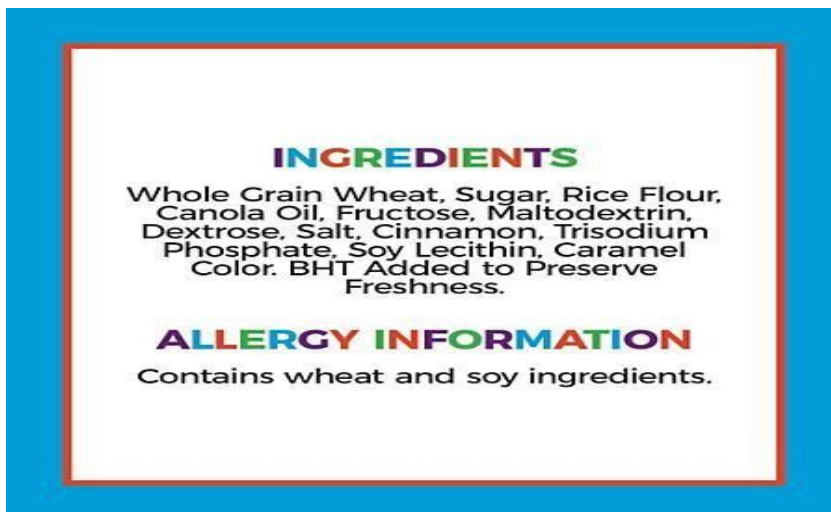 INGREDIENTS
Whole Grain Wheat, Sugar, Rice Flour,
Canola Oil, Fructose, Maltodextrin,
Dextrose, Salt, Cinnamon, Trisodium
Phosphate, Soy Lecithin, Caramel
Color. BHT Added to Preserve
Freshness.
ALLERGY INFORMATION
Contains wheat and soy ingredients.